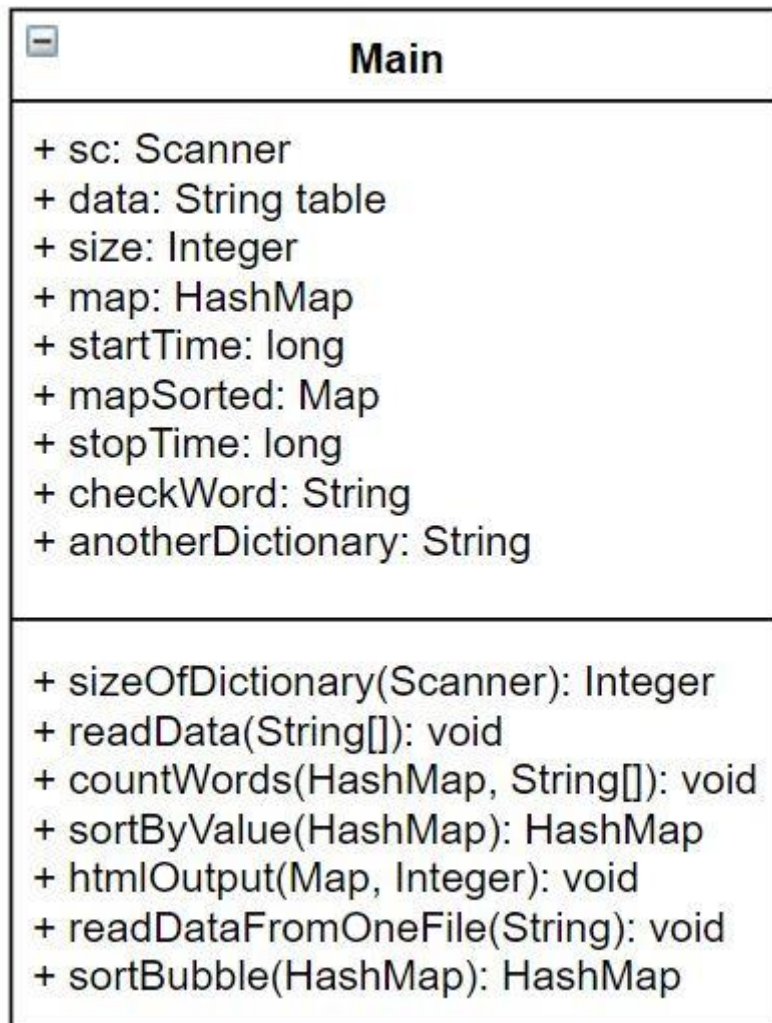 Main
+ sc: Scanner
+ data: String table
+ size: Integer
+ map: HashMap
+ startTime: long
+ mapSorted: Map
+ stopTime: long
+ checkWord: String
+ anotherDictionary: String
+ sizeOfDictionary(Scanner): Integer
+ readData(String[]): void
+ countWords(HashMap, String[]): void
+ sortByValue(HashMap): HashMap
+ htmlOutput(Map, Integer): void
+ readDataFromOneFile(String): void
+ sortBubble(HashMap): HashMap